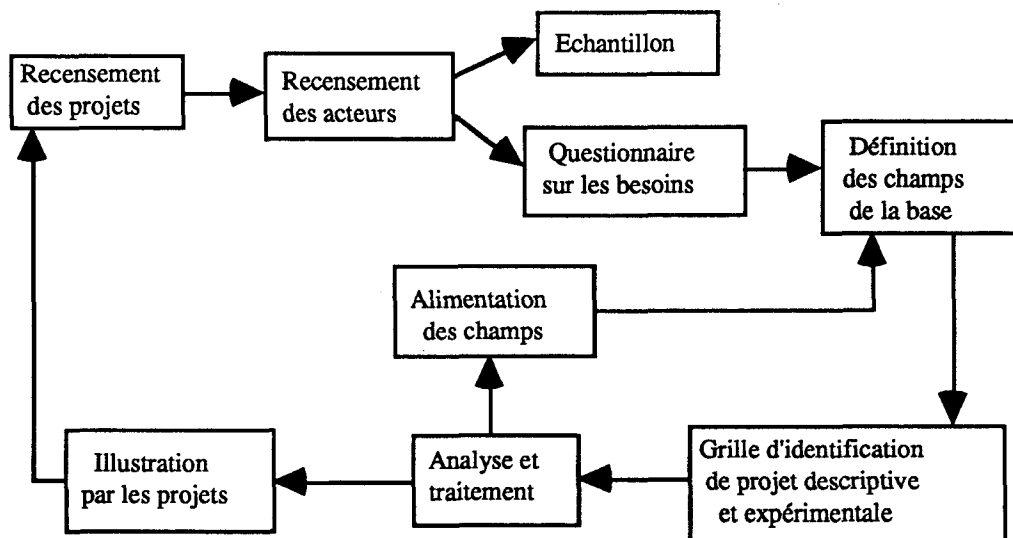 Recensement
des projets
Recensement
des acteurs
Echantillon
Questionnaire
sur les besoins
Définition
des champs
de la base
Alimentation
des champs
Illustration
par les projets
Analyse et
traitement
Grille d'identification
de projet descriptive
et expérimentale